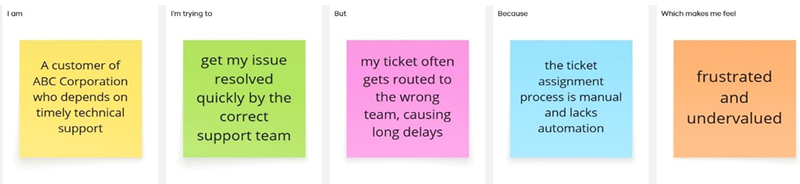 I am
I'm trying to
But
Because
Which makes me feel
A customer of
ABC Corporation
who depends on
timely technical
support
get my issue
resolved
quickly by the
correct
support team
my ticket often
gets routed to
the wrong
team, causing
long delays
the ticket
assignment
process is manual
and lacks
automation
frustrated
and
undervalued